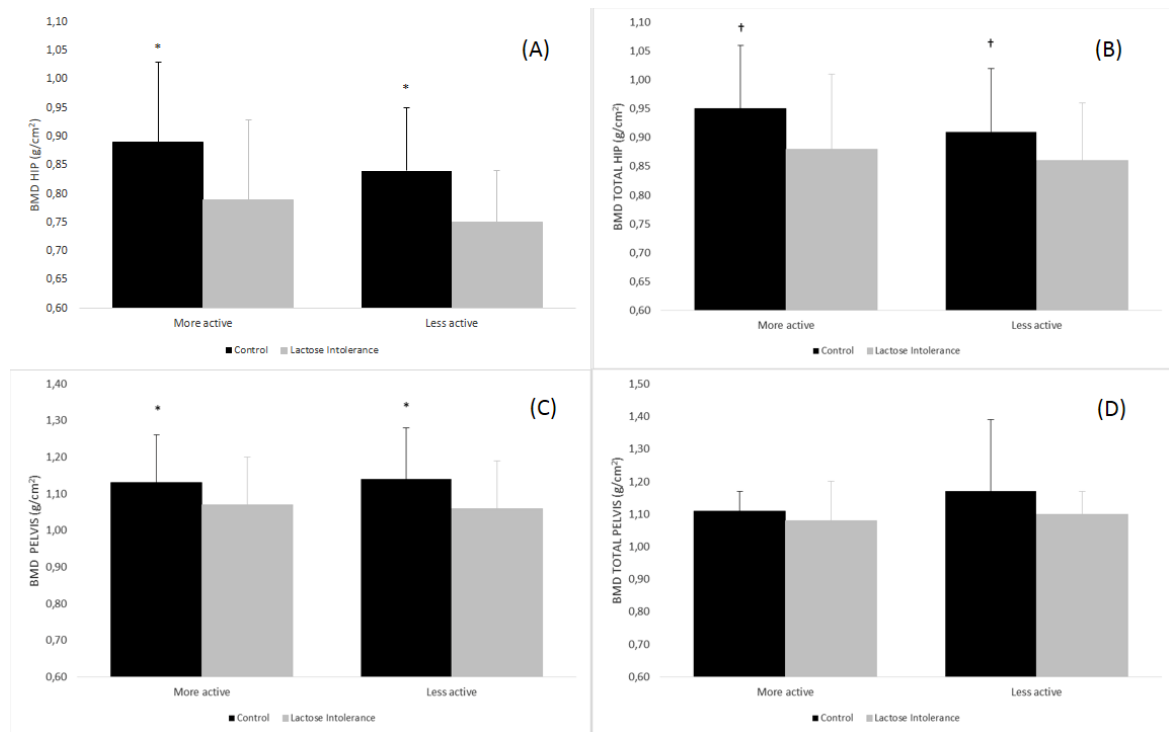 (A)
BMD HIP (g/cm²)
1,10
1,05
1,00
0,95
0,90
0,85
0,80
0,75
0,70
0,65
0,60
*
*
More active
Less active
Control
Lactose Intolerance
(B)
BMD TOTAL HIP (g/cm²)
1,10
1,05
1,00
0,95
0,90
0,85
0,80
0,75
0,70
0,65
0,60
†
†
More active
Less active
Control
Lactose Intolerance
(C)
BMD PELVIS (g/cm²)
1,40
1,30
1,20
1,10
1,00
0,90
0,80
0,70
0,60
*
*
More active
Less active
Control
Lactose Intolerance
(D)
BMD TOTAL PELVIS (g/cm²)
1,50
1,40
1,30
1,20
1,10
1,00
0,90
0,80
0,70
0,60
More active
Less active
Control
Lactose Intolerance